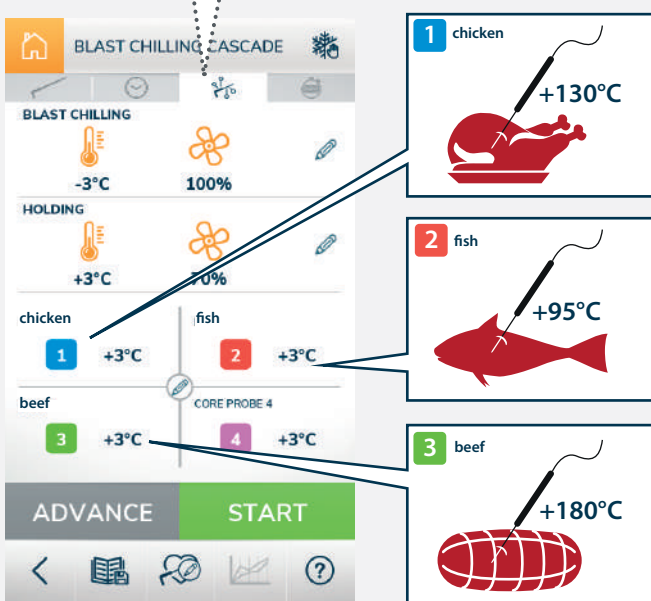 BLAST CHILLING CASCADE
BLAST CHILLING
-3°C 100%
HOLDING
+3°C 70%
chicken fish
1 +3°C 2 +3°C
beef CORE PROBE 4
3 +3°C 4 +3°C
ADVANCE START
?
1 chicken
+130°C
2 fish
+95°C
3 beef
+180°C